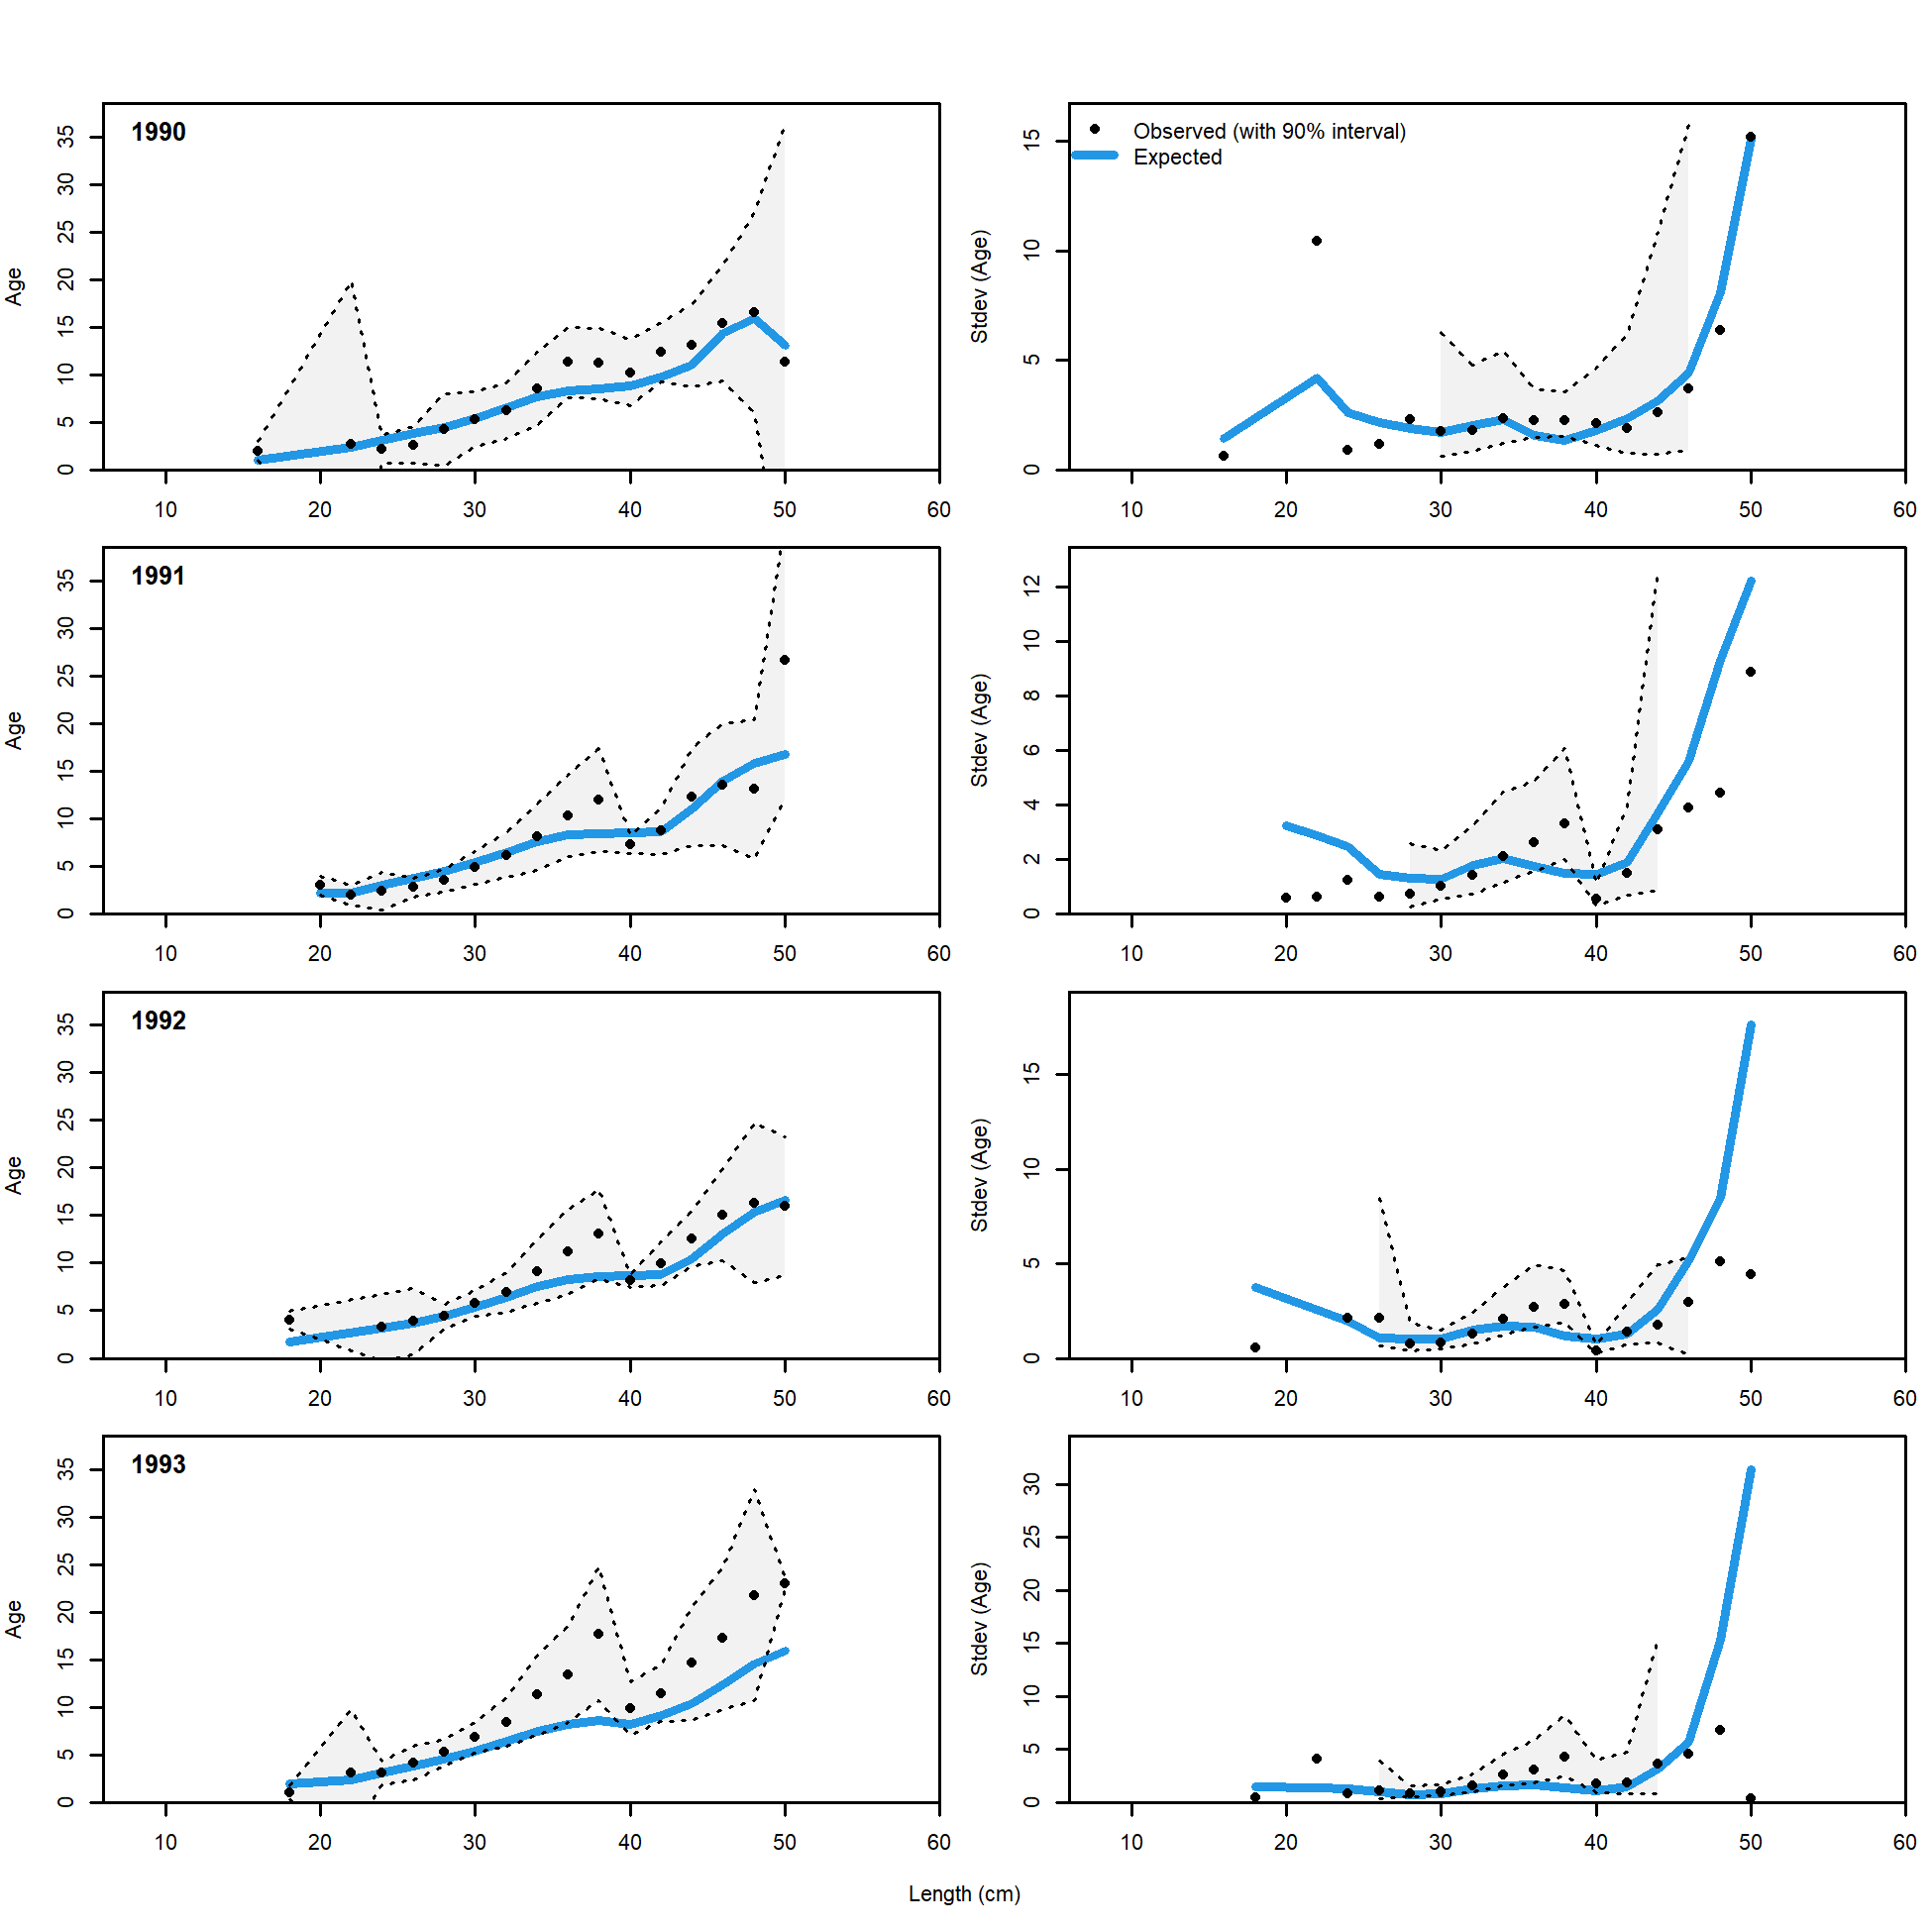 1990
Age
0 5 10 15 20 25 30 35
10 20 30 40 50 60
Observed (with 90% interval)
Expected
Stdev (Age)
0 5 10 15
10 20 30 40 50 60
1991
Age
0 5 10 15 20 25 30 35
10 20 30 40 50 60
Stdev (Age)
0 2 4 6 8 10 12
10 20 30 40 50 60
1992
Age
0 5 10 15 20 25 30 35
10 20 30 40 50 60
Stdev (Age)
0 5 10 15
10 20 30 40 50 60
1993
Age
0 5 10 15 20 25 30 35
10 20 30 40 50 60
Stdev (Age)
0 5 10 15 20 25 30
10 20 30 40 50 60
Length (cm)